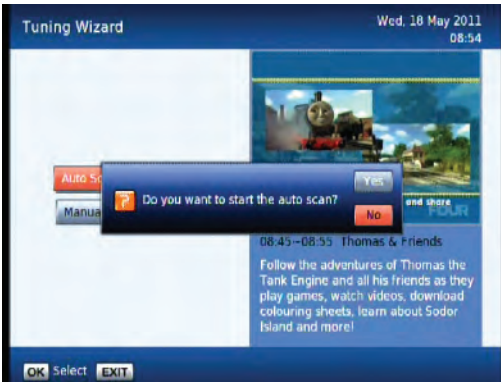 Tuning Wizard
Wed, 18 May 2011
08:54
Auto Sc
Manua
Do you want to start the auto scan?
Yes
No
and share
FOUR
08:45~08:55 Thomas & Friends
Follow the adventures of Thomas the
Tank Engine and all his friends as they
play games, watch videos, download
colouring sheets, learn about Sodor
Island and more!
OK Select EXIT